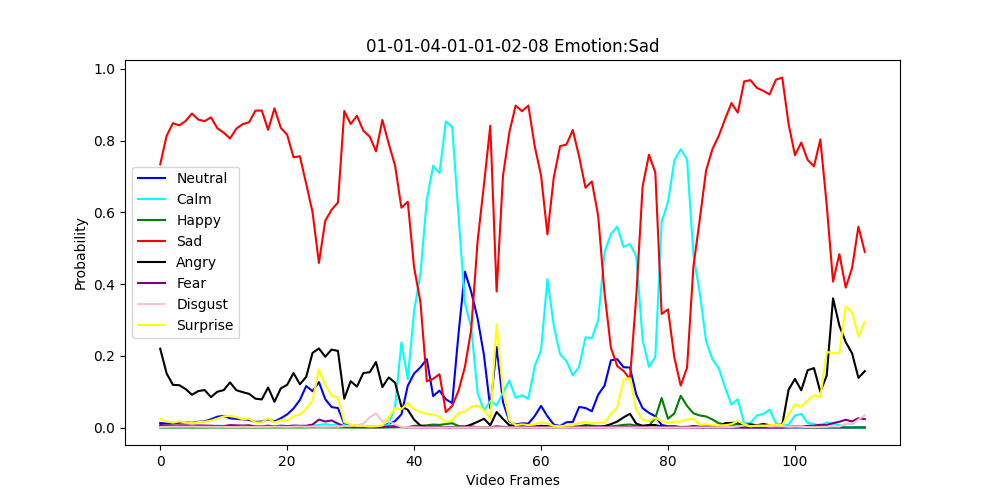 01-01-04-01-01-02-08 Emotion:Sad
Probability
1.0
0.8
0.6
0.4
0.2
0.0
Neutral
Calm
Happy
Sad
Angry
Fear
Disgust
Surprise
0 20 40 60 80 100
Video Frames